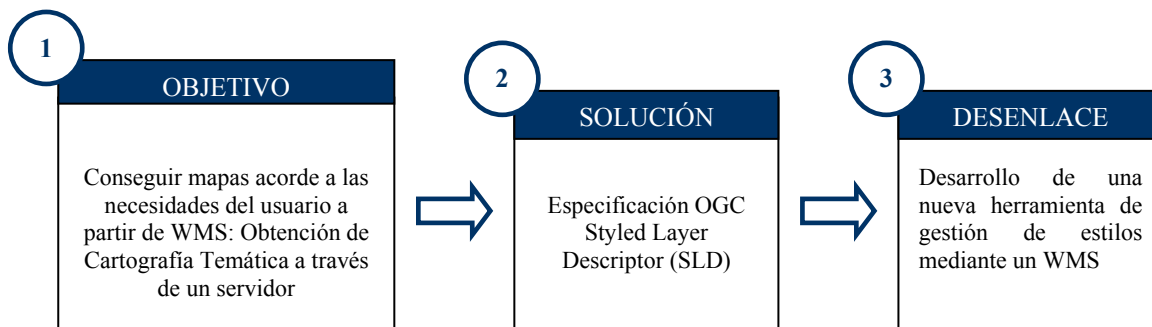 1
OBJETIVO
Conseguir mapas acorde a las
necesidades del usuario a
partir de WMS: Obtención de
Cartografía Temática a través
de un servidor
2
SOLUCIÓN
Especificación OGC
Styled Layer
Descriptor (SLD)
3
DESENLACE
Desarrollo de una
nueva herramienta de
gestión de estilos
mediante un WMS